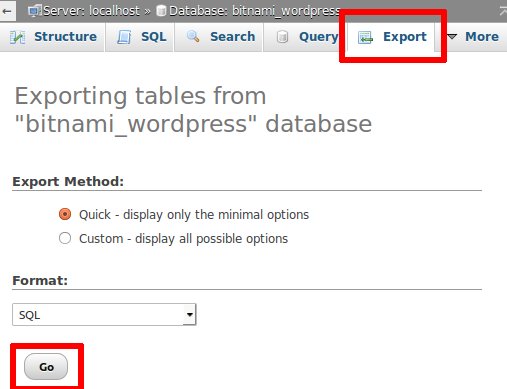 Server: localhost » Database: bitnami_wordpress
Structure SQL Search Query Export More
Exporting tables from
"bitnami_wordpress" database
Export Method:
Quick - display only the minimal options
Custom - display all possible options
Format:
SQL
Go